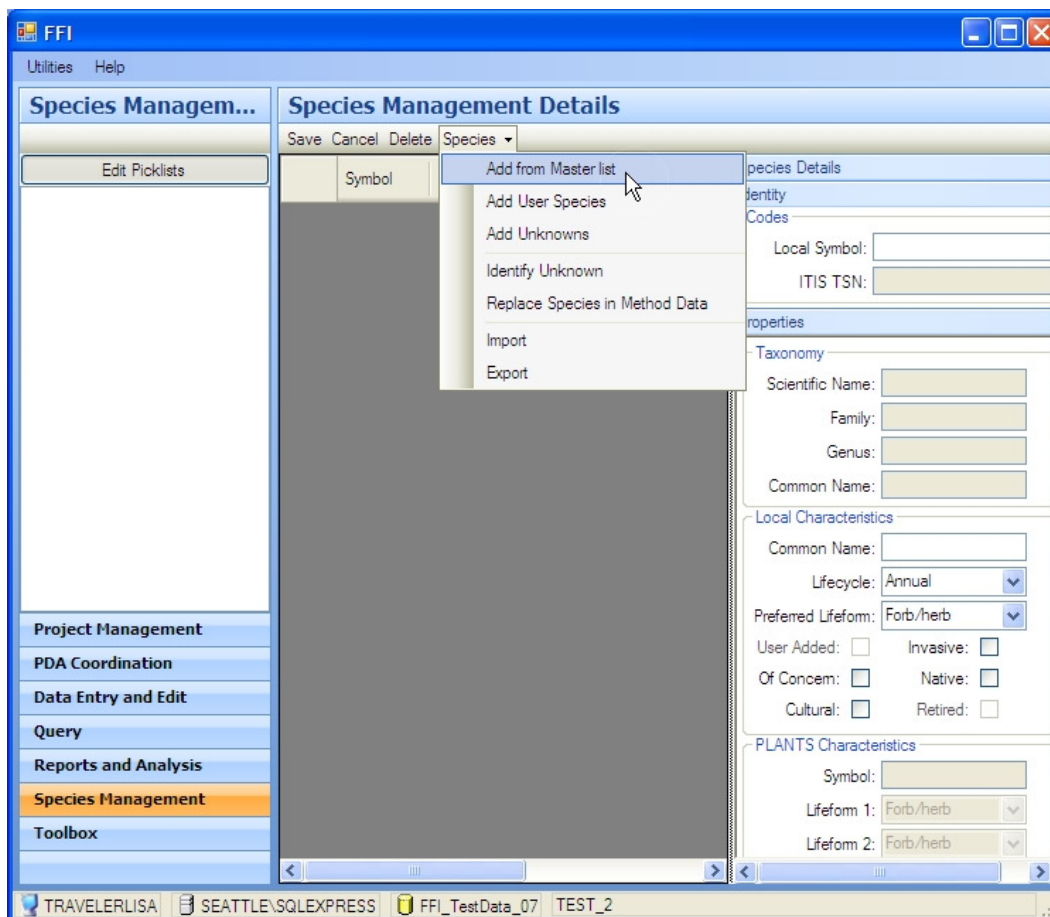 FFI
Utilities Help
Species Managem... Species Management Details
Save Cancel Delete Species
Edit Picklists
Symbol
Add from Master list
Add User Species
Add Unknowns
Identify Unknown
Replace Species in Method Data
Import
Export
pecies Details
dentity
Codes
Local Symbol:
ITIS TSN:
roperties
Taxonomy
Scientific Name:
Family:
Genus:
Common Name:
Local Characteristics
Common Name:
Lifecycle: Annual
Preferred Lifeform: Forb/herb
User Added: Invasive:
Of Concern: Native:
Cultural: Retired:
PLANTS Characteristics
Symbol:
Lifeform 1: Forb/herb
Lifeform 2: Forb/herb
Project Management
PDA Coordination
Data Entry and Edit
Query
Reports and Analysis
Species Management
Toolbox
TRAVELERLISA SEATTLE\SQLEXPRESS FFI_TestData_07 TEST_2